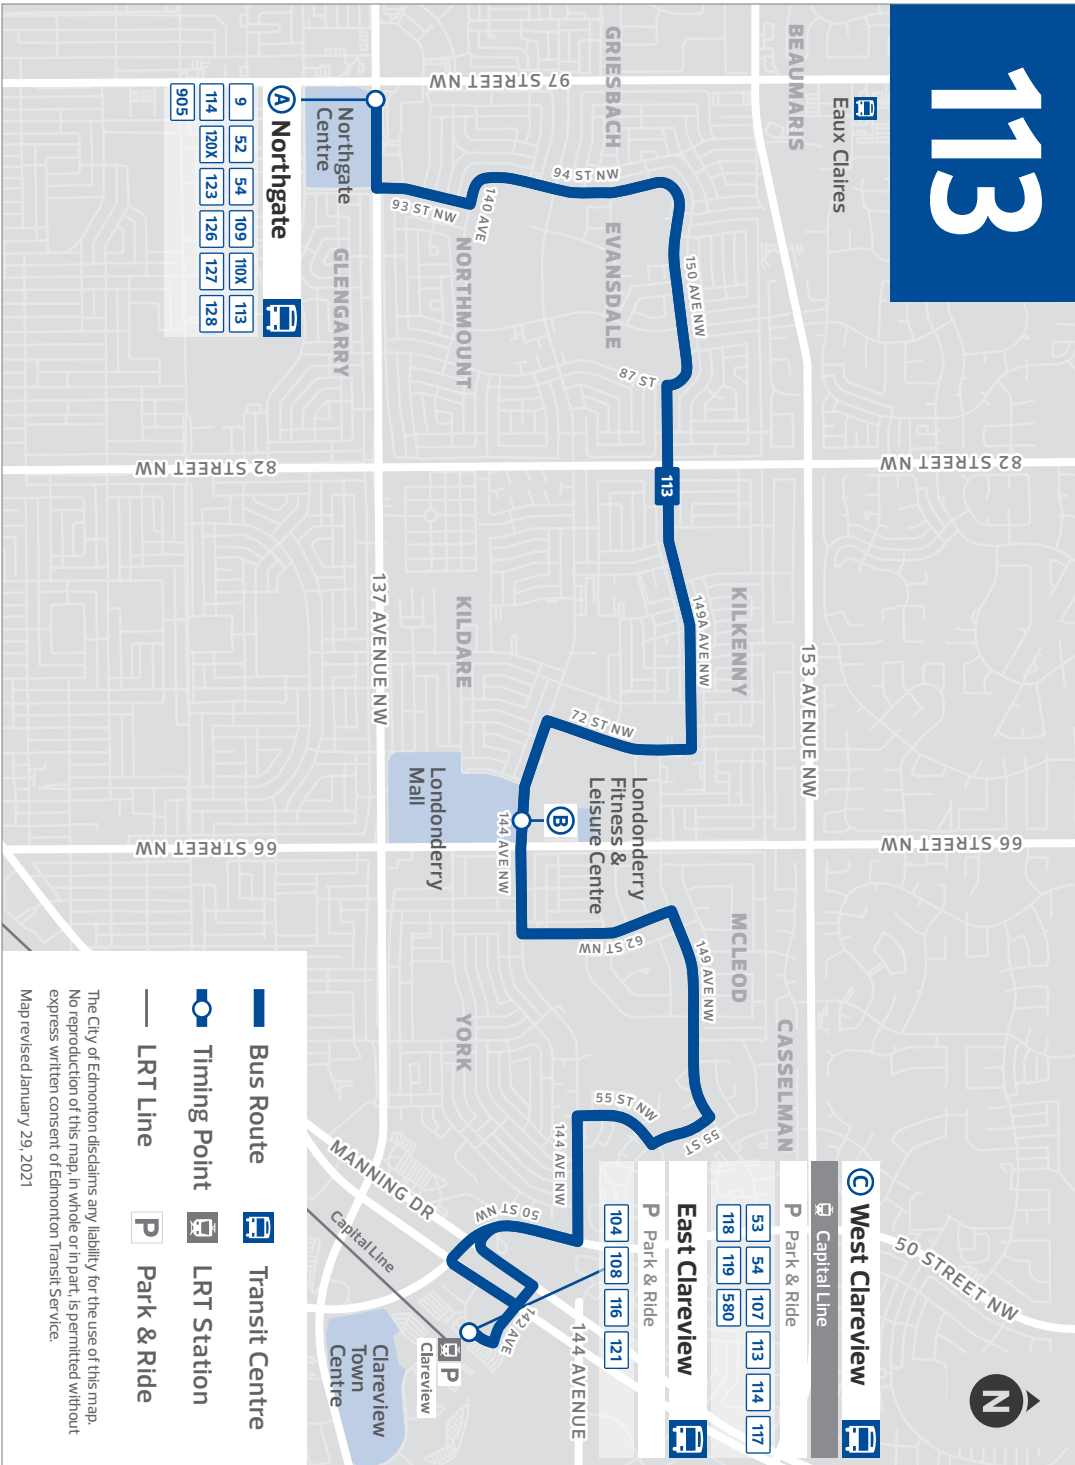 113
BEAUMARIS
Eaux Claires
GRIESBACH
97 STREET NW
A Northgate
9 52 54 109 110X 113
114 120X 123 126 127 128
905
Northgate
Centre
GLENGARRY
93 ST NW
140 AVE
NORTHMOUNT
94 ST NW
EVANSDALE
150 AVE NW
87 ST
82 STREET NW
82 STREET NW
113
137 AVENUE NW
KILDARE
149A AVE NW
KILKENNY
153 AVENUE NW
72 ST NW
Londonderry
Mall
B
Londonderry
Fitness &
Leisure Centre
144 AVE NW
66 STREET NW
66 STREET NW
62 ST NW
149 AVE NW
MCLEOD
CASSELMAN
YORK
55 ST NW
55 ST
144 AVE NW
50 ST NW
MANNING DR
Capital Line
142 AVE
144 AVENUE
50 STREET NW
Clareview
P
Clareview
Town
Centre
C West Clareview
Capital Line
P Park & Ride
53 54 107 113 114 117
118 119 580
East Clareview
P Park & Ride
104 108 116 121
N
Bus Route
Timing Point
LRT Line
Transit Centre
LRT Station
P Park & Ride
The City of Edmonton disclaims any liability for the use of this map.
No reproduction of this map, in whole or in part, is permitted without
express written consent of Edmonton Transit Service.
Map revised January 29, 2021